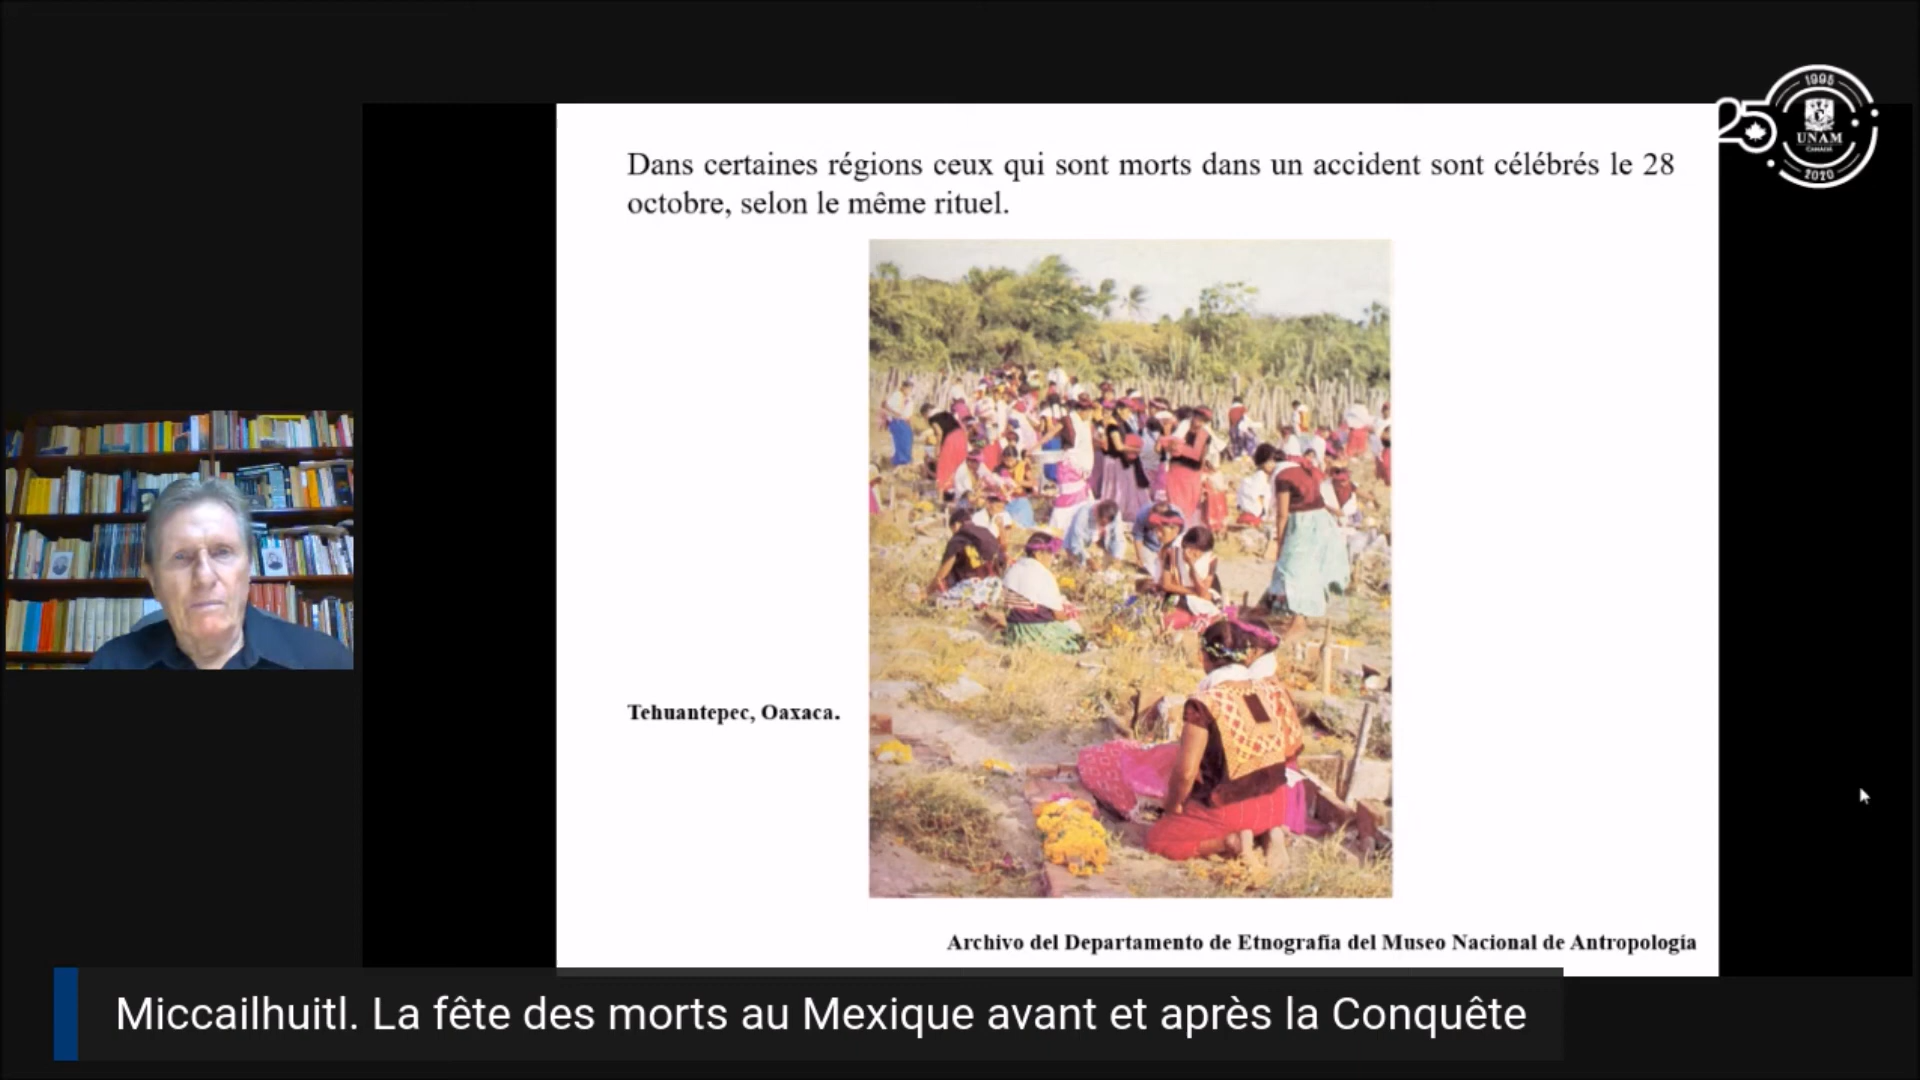 1995
25
UNAM
CANADÁ
2020
Dans certaines régions ceux qui sont morts dans un accident sont célébrés le 28
octobre, selon le même rituel.
Tehuantepec, Oaxaca.
Archivo del Departamento de Etnografía del Museo Nacional de Antropología
Miccailhuitl. La fête des morts au Mexique avant et après la Conquête